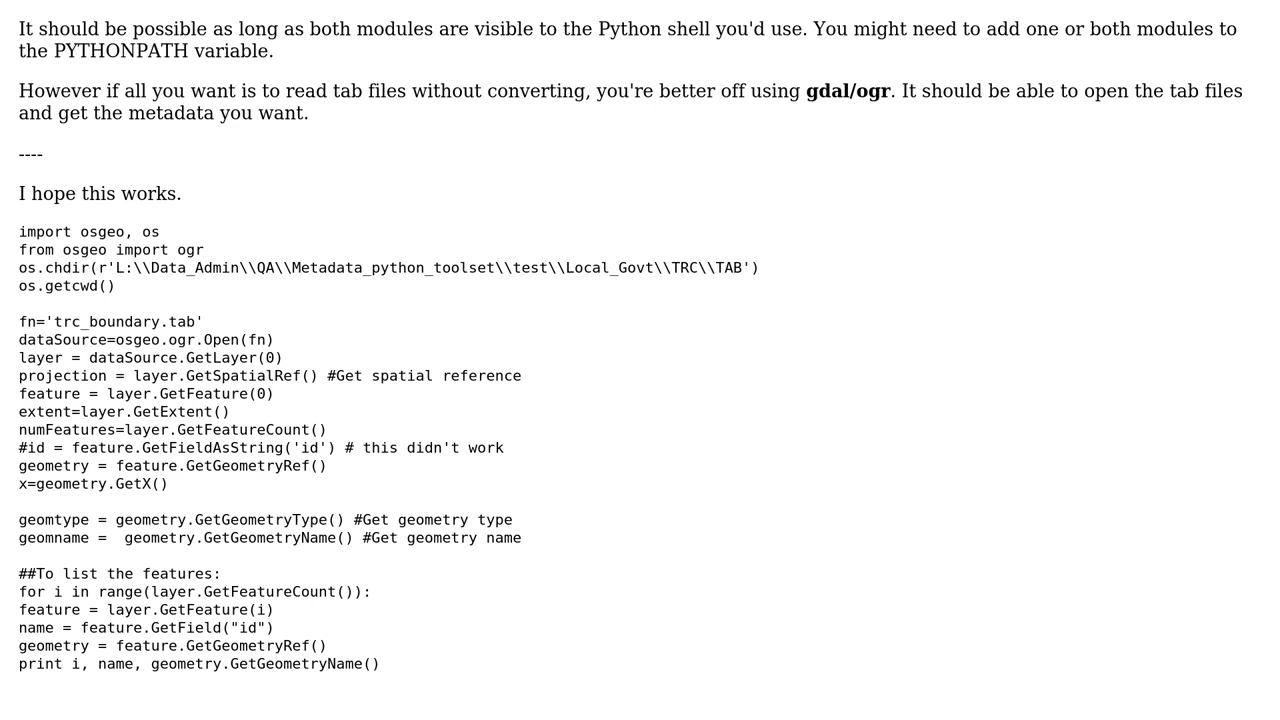 It should be possible as long as both modules are visible to the Python shell you'd use. You might need to add one or both modules to
the PYTHONPATH variable.
However if all you want is to read tab files without converting, you're better off using gdal/ogr. It should be able to open the tab files
and get the metadata you want.
----
I hope this works.
import osgeo, os
from osgeo import ogr
os.chdir(r'L:\\Data_Admin\\QA\\Metadata_python_toolset\\test\\Local_Govt\\TRC\\TAB')
os.getcwd()
fn='trc_boundary.tab'
dataSource=osgeo.ogr.Open(fn)
layer = dataSource.GetLayer(0)
projection = layer.GetSpatialRef() #Get spatial reference
feature = layer.GetFeature(0)
extent=layer.GetExtent()
numFeatures=layer.GetFeatureCount()
#id = feature.GetFieldAsString('id') # this didn't work
geometry = feature.GetGeometryRef()
x=geometry.GetX()
geomtype = geometry.GetGeometryType() #Get geometry type
geomname =  geometry.GetGeometryName() #Get geometry name
##To list the features:
for i in range(layer.GetFeatureCount()):
feature = layer.GetFeature(i)
name = feature.GetField("id")
geometry = feature.GetGeometryRef()
print i, name, geometry.GetGeometryName()